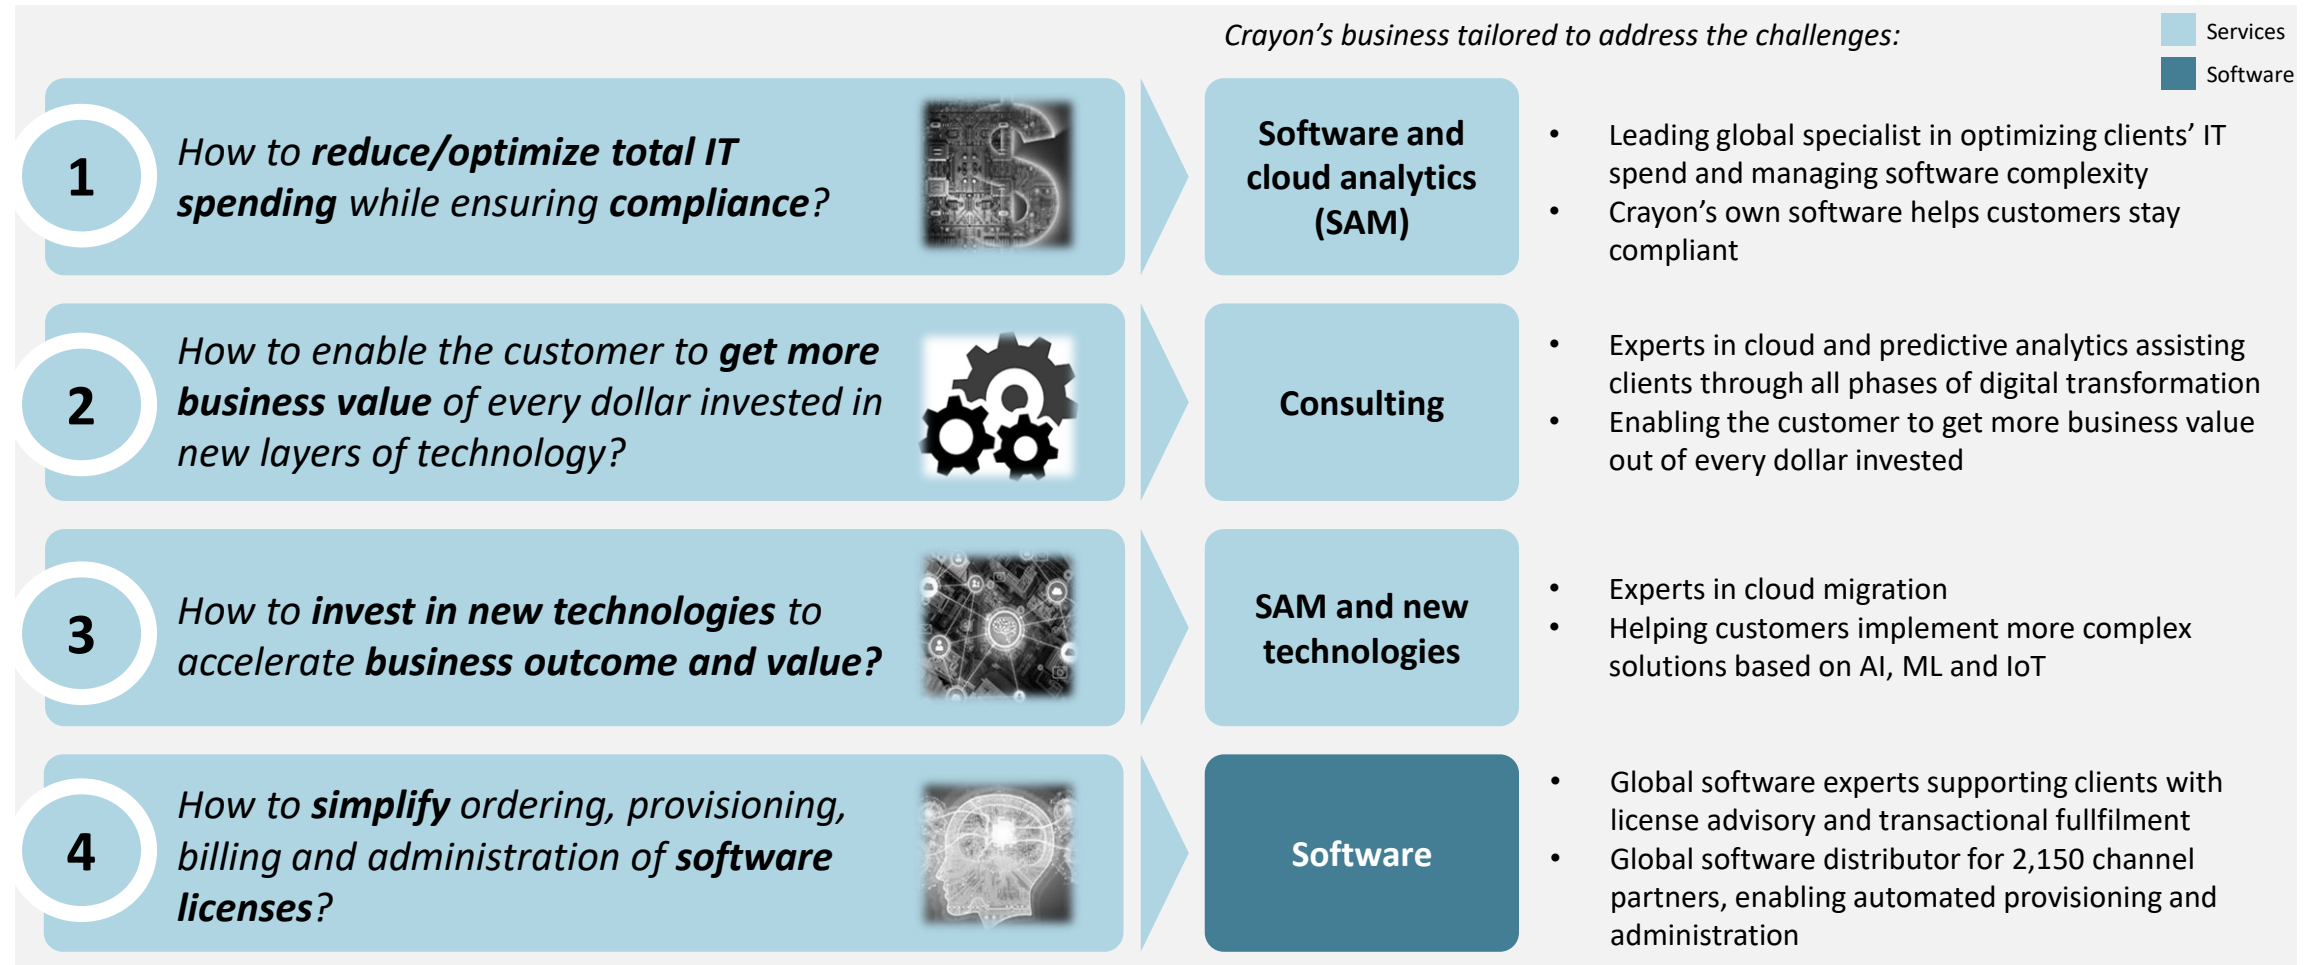 Crayon's business tailored to address the challenges:
Services
Software
1
How to reduce/optimize total IT
spending while ensuring compliance?
Software and
cloud analytics
(SAM)
• Leading global specialist in optimizing clients' IT
spend and managing software complexity
• Crayon's own software helps customers stay
compliant
2
How to enable the customer to get more
business value of every dollar invested in
new layers of technology?
Consulting
• Experts in cloud and predictive analytics assisting
clients through all phases of digital transformation
• Enabling the customer to get more business value
out of every dollar invested
3
How to invest in new technologies to
accelerate business outcome and value?
SAM and new
technologies
• Experts in cloud migration
• Helping customers implement more complex
solutions based on AI, ML and IoT
4
How to simplify ordering, provisioning,
billing and administration of software
licenses?
Software
• Global software experts supporting clients with
license advisory and transactional fullfilment
• Global software distributor for 2,150 channel
partners, enabling automated provisioning and
administration